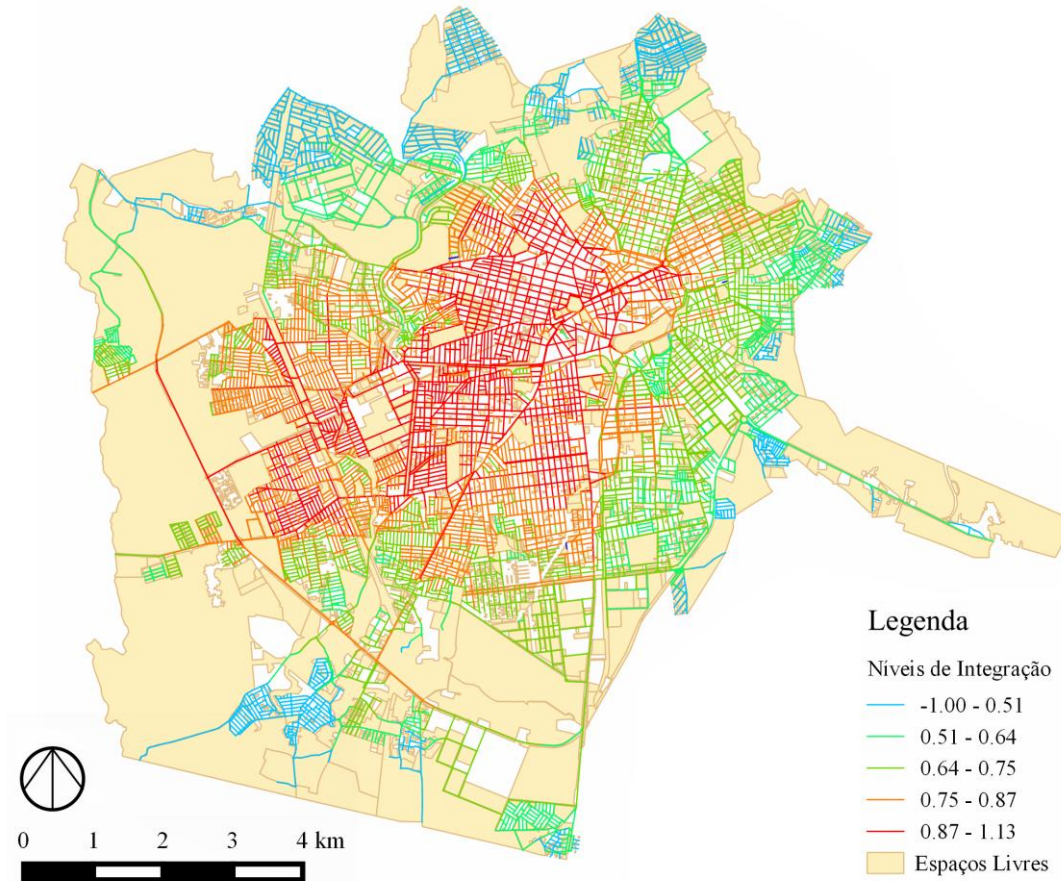 Legenda
Níveis de Integração
-1.00 - 0.51
0.51 - 0.64
0.64 - 0.75
0.75 - 0.87
0.87 - 1.13
Espaços Livres
0 1 2 3 4 km